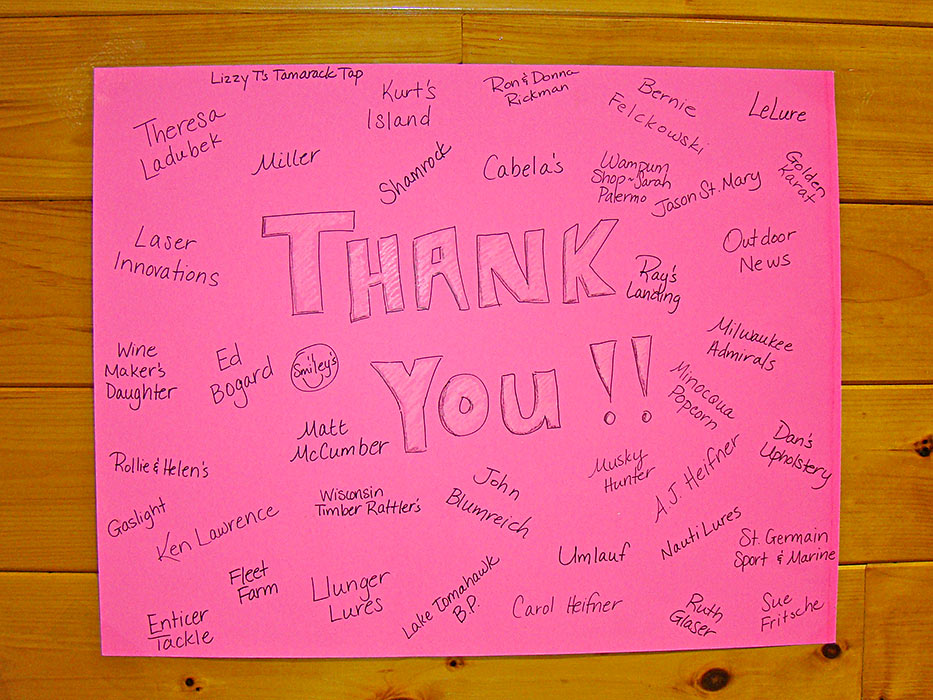 Lizzy T's Tamarack Tap
Theresa
Ladubek
Miller
Kurt's
Island
Shamrock
Ron & Donna
Rickman
Cabela's
Bernie
Felckowski
LeLure
Wampum
Shop~Sarah
Palermo
Jason St. Mary
Golden
Karat
Laser
Innovations
THANK
YOU!!
Ray's
Landing
Outdoor
News
Milwaukee
Admirals
Wine
Maker's
Daughter
Ed
Bogard
Smiley's
Matt
McCumber
Minocqua
Popcorn
Dan's
Upholstery
Rollie & Helen's
Gaslight
Ken Lawrence
Wisconsin
Timber Rattler's
John
Blumreich
Musky
Hunter
A.J. Heifner
Umlauf
Nauti Lures
St. Germain
Sport & Marine
Fleet
Farm
Enticer
Tackle
Llunger
Lures
Lake Tomahawk
B.P.
Carol Heifner
Ruth
Glaser
Sue
Fritsche